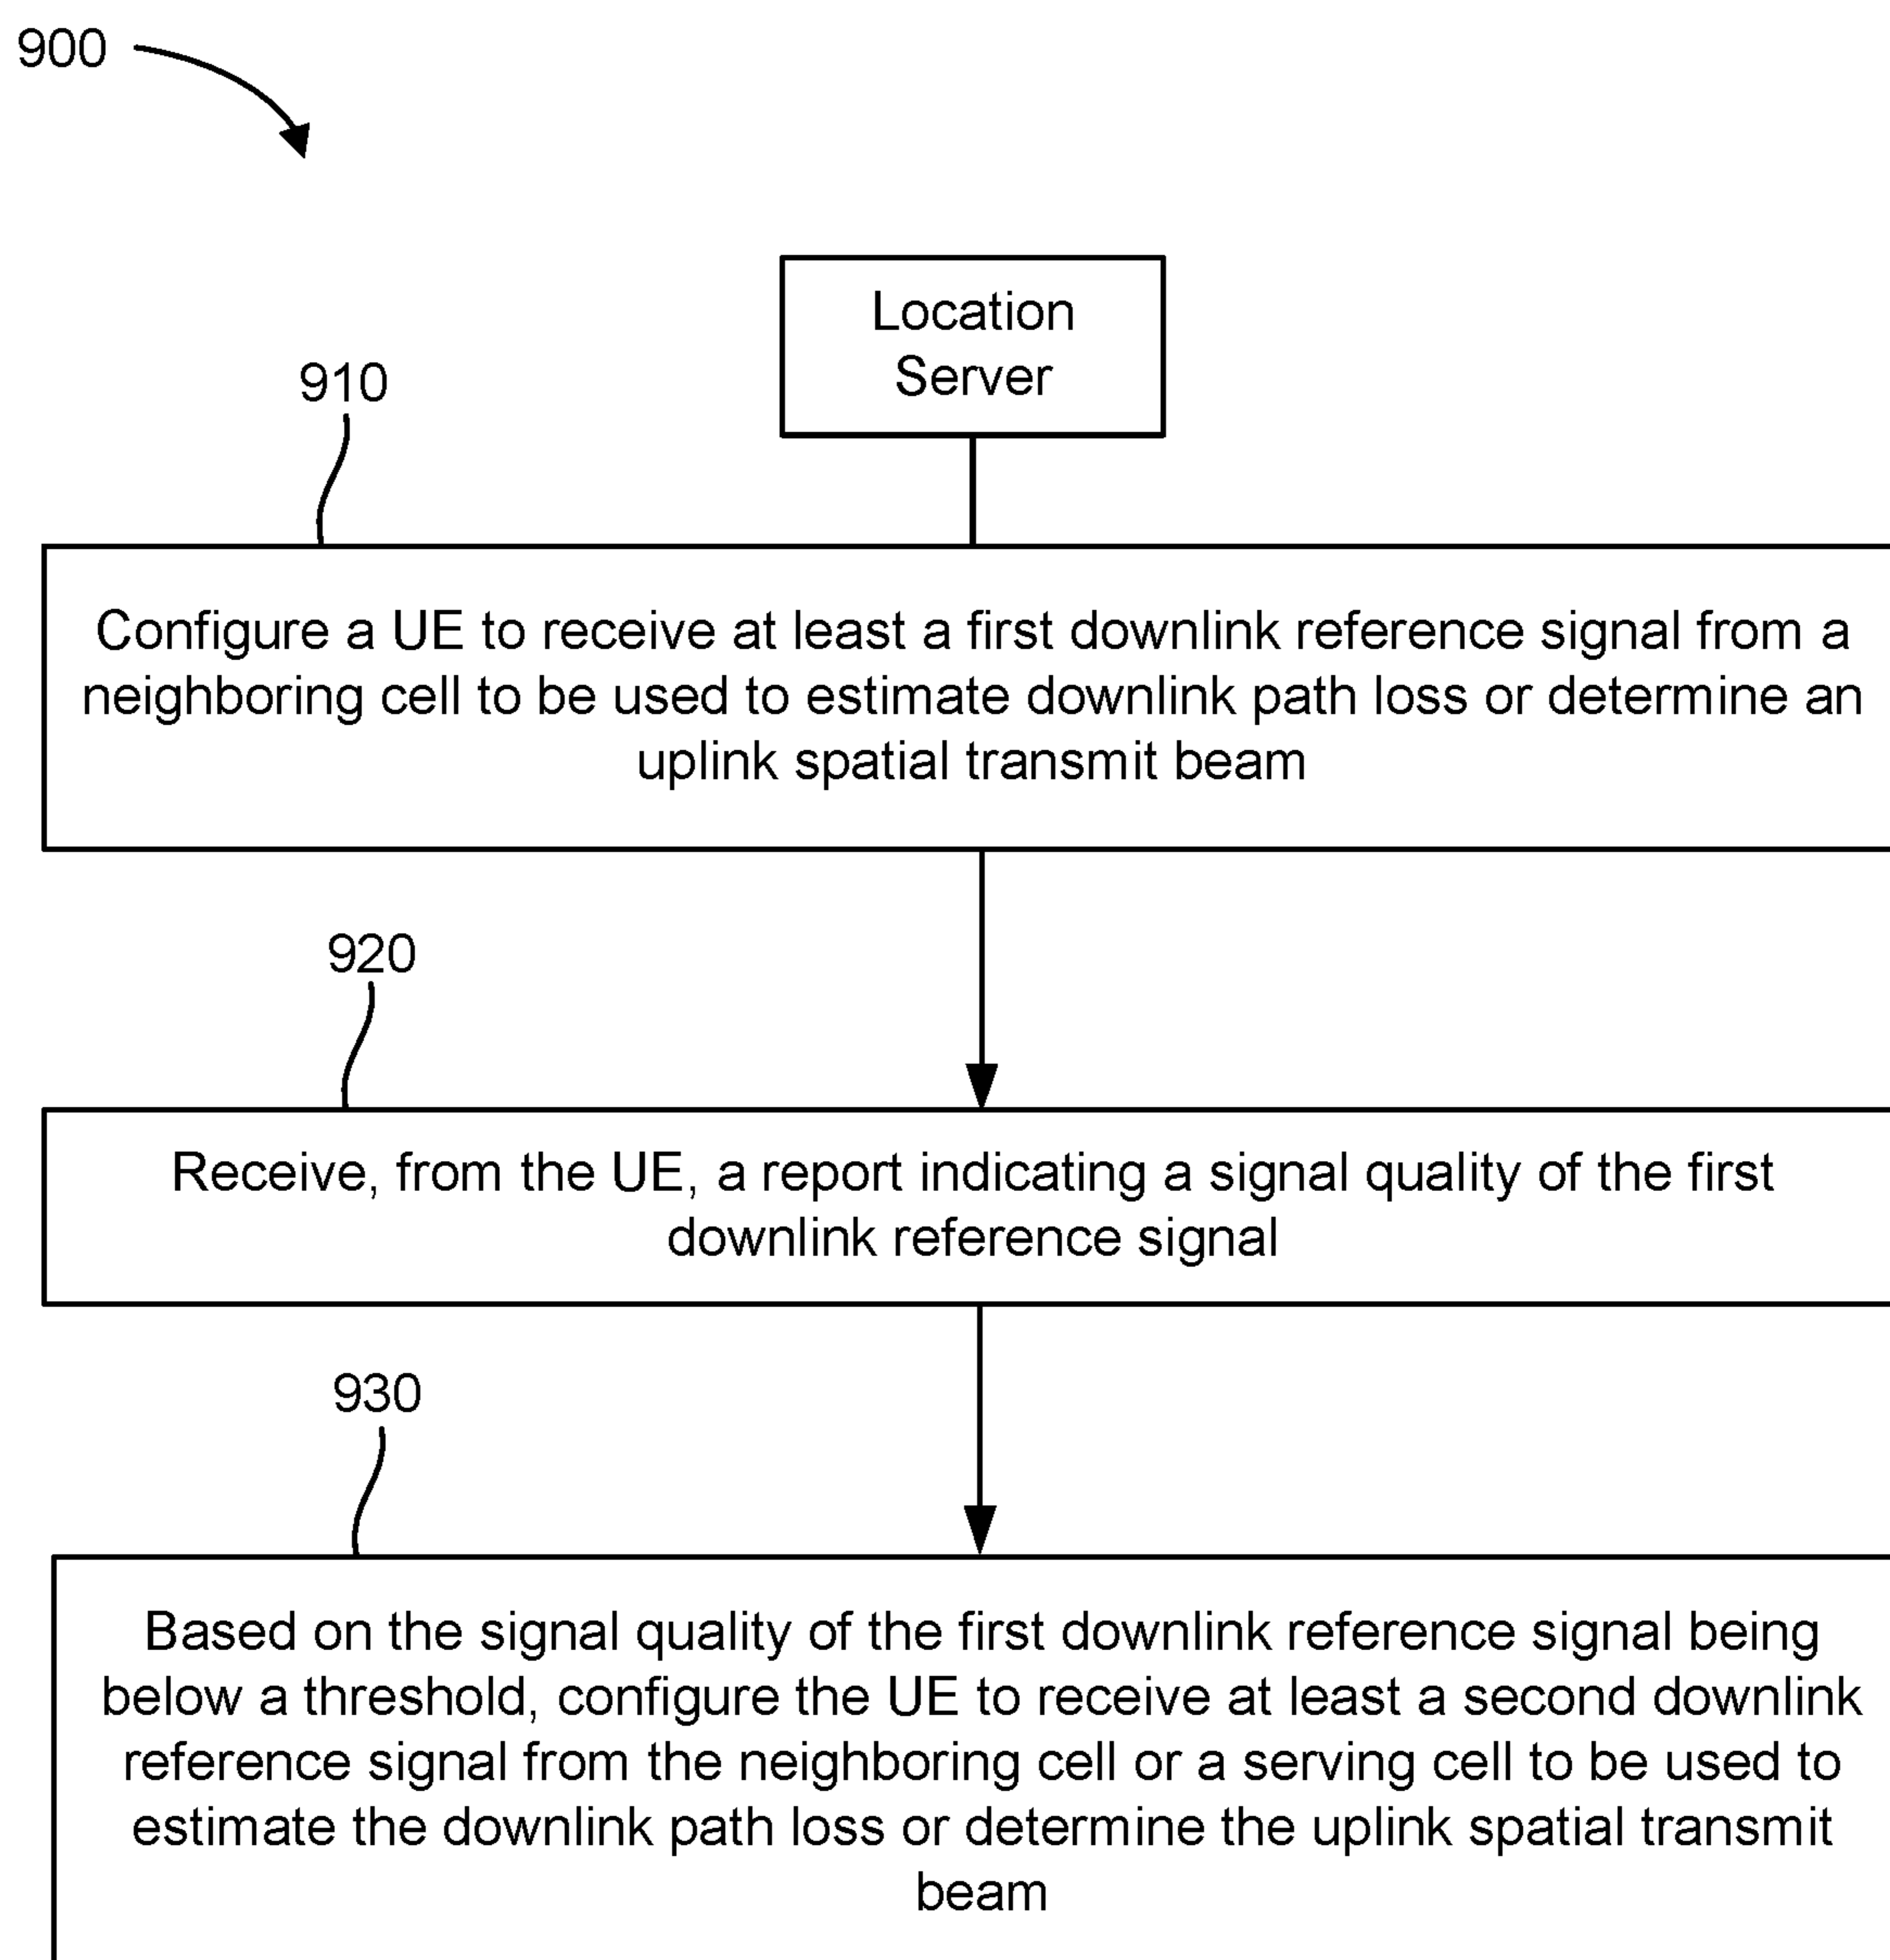 900
Location
Server
910
Configure a UE to receive at least a first downlink reference signal from a
neighboring cell to be used to estimate downlink path loss or determine an
uplink spatial transmit beam
920
Receive, from the UE, a report indicating a signal quality of the first
downlink reference signal
930
Based on the signal quality of the first downlink reference signal being
below a threshold, configure the UE to receive at least a second downlink
reference signal from the neighboring cell or a serving cell to be used to
estimate the downlink path loss or determine the uplink spatial transmit
beam